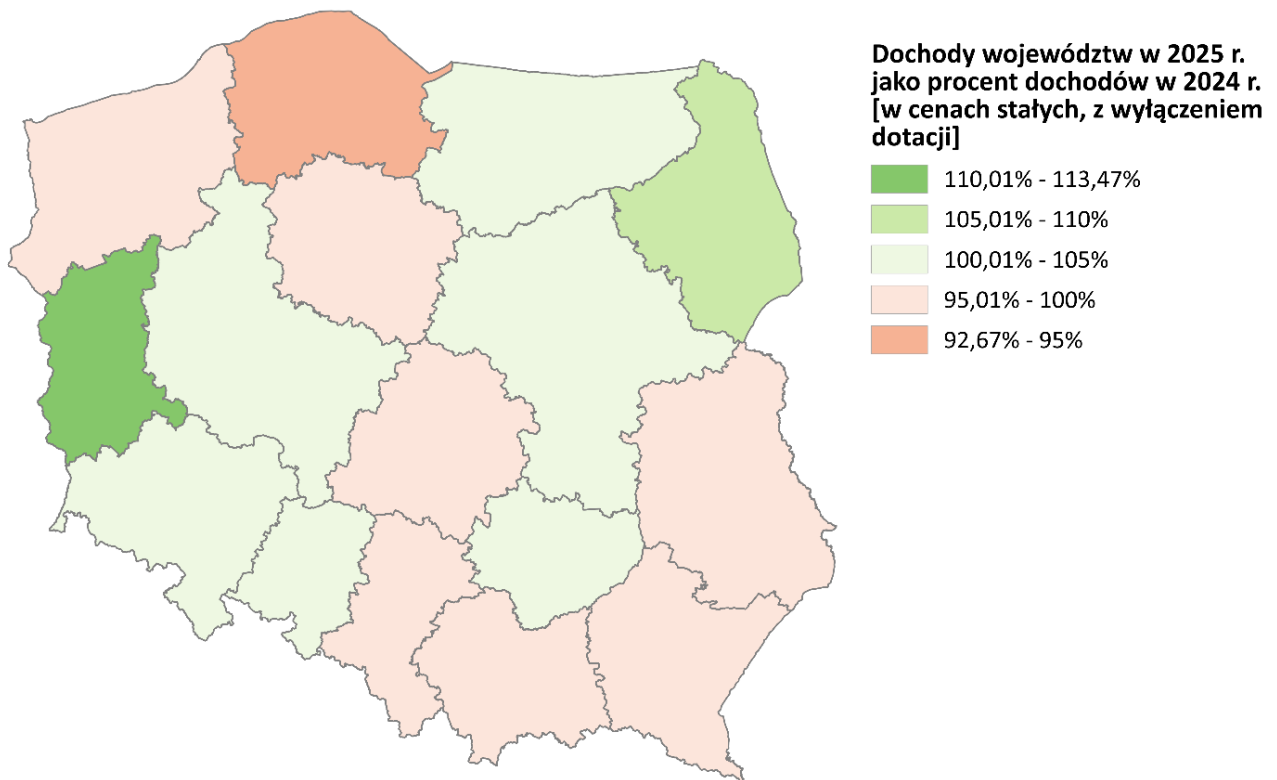 Dochody województw w 2025 r.
jako procent dochodów w 2024 r.
[w cenach stałych, z wyłączeniem
dotacji]
110,01% - 113,47%
105,01% - 110%
100,01% - 105%
95,01% - 100%
92,67% - 95%